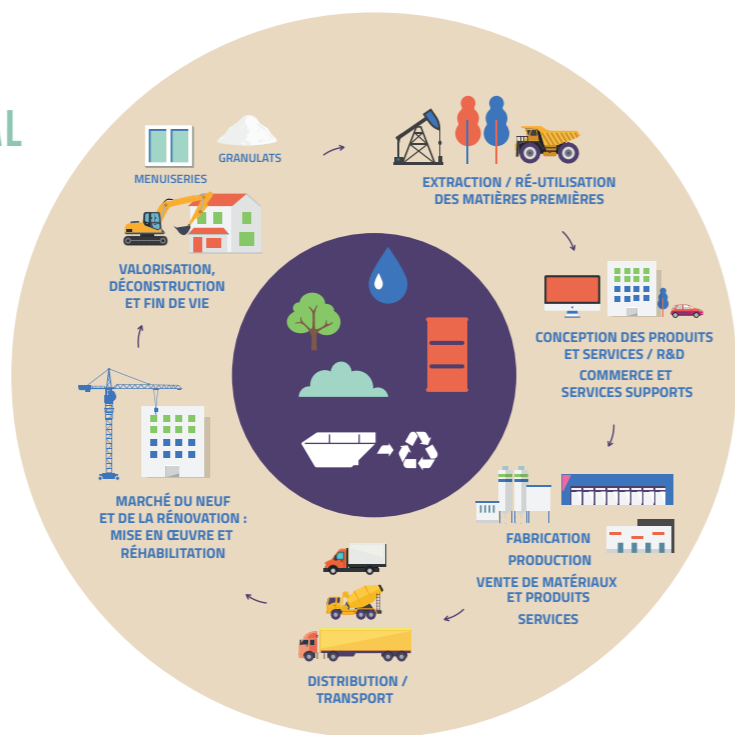 AL
MENUISERIES
GRANULATS
EXTRACTION / RÉ-UTILISATION
DES MATIÈRES PREMIÈRES
CONCEPTION DES PRODUITS
ET SERVICES / R&D
COMMERCE ET
SERVICES SUPPORTS
FABRICATION
PRODUCTION
VENTE DE MATÉRIAUX
ET PRODUITS
SERVICES
DISTRIBUTION /
TRANSPORT
MARCHÉ DU NEUF
ET DE LA RÉNOVATION :
MISE EN ŒUVRE ET
RÉHABILITATION
VALORISATION,
DÉCONSTRUCTION
ET FIN DE VIE